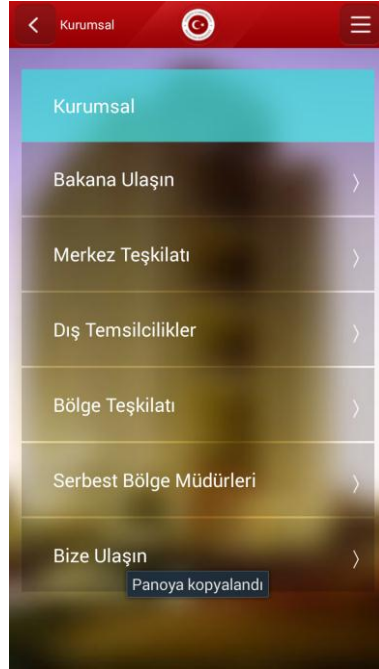 Kurumsal
Kurumsal
Bakana Ulaşın
Merkez Teşkilatı
Dış Temsilcilikler
Bölge Teşkilatı
Serbest Bölge Müdürleri
Bize Ulaşın
Panoya kopyalandı